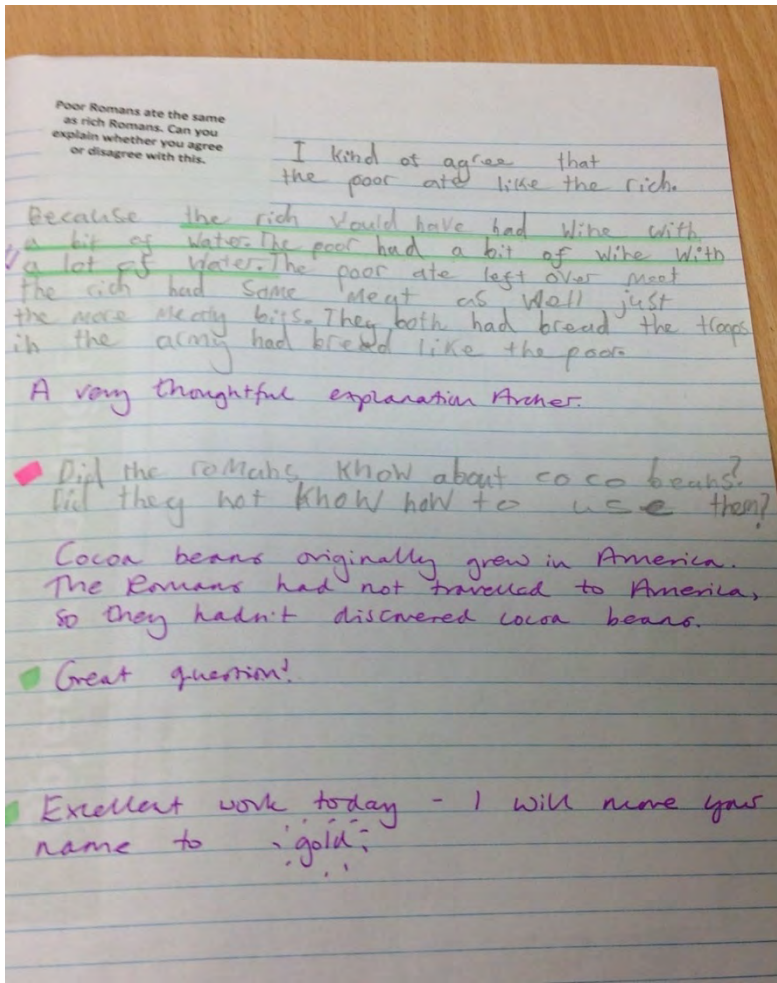 Poor Romans ate the same
as rich Romans. Can you
explain whether you agree
or disagree with this.
I kind of agree that
the poor ate like the rich.
Because the rich would have had wine with
a bit of water. The poor had a bit of wine with
a lot of water. The poor ate left over meet
the rich had some meat as well just
the more meaty bits. They both had bread the troops
in the army had bread like the poor.
A very thoughtful explanation Archer.
Did the romans know about coco beans?
Did they not know how to use them?
Cocoa beans originally grew in America.
The Romans had not travelled to America,
so they hadn't discovered cocoa beans.
Great question!
Excellent work today - I will move your
name to gold